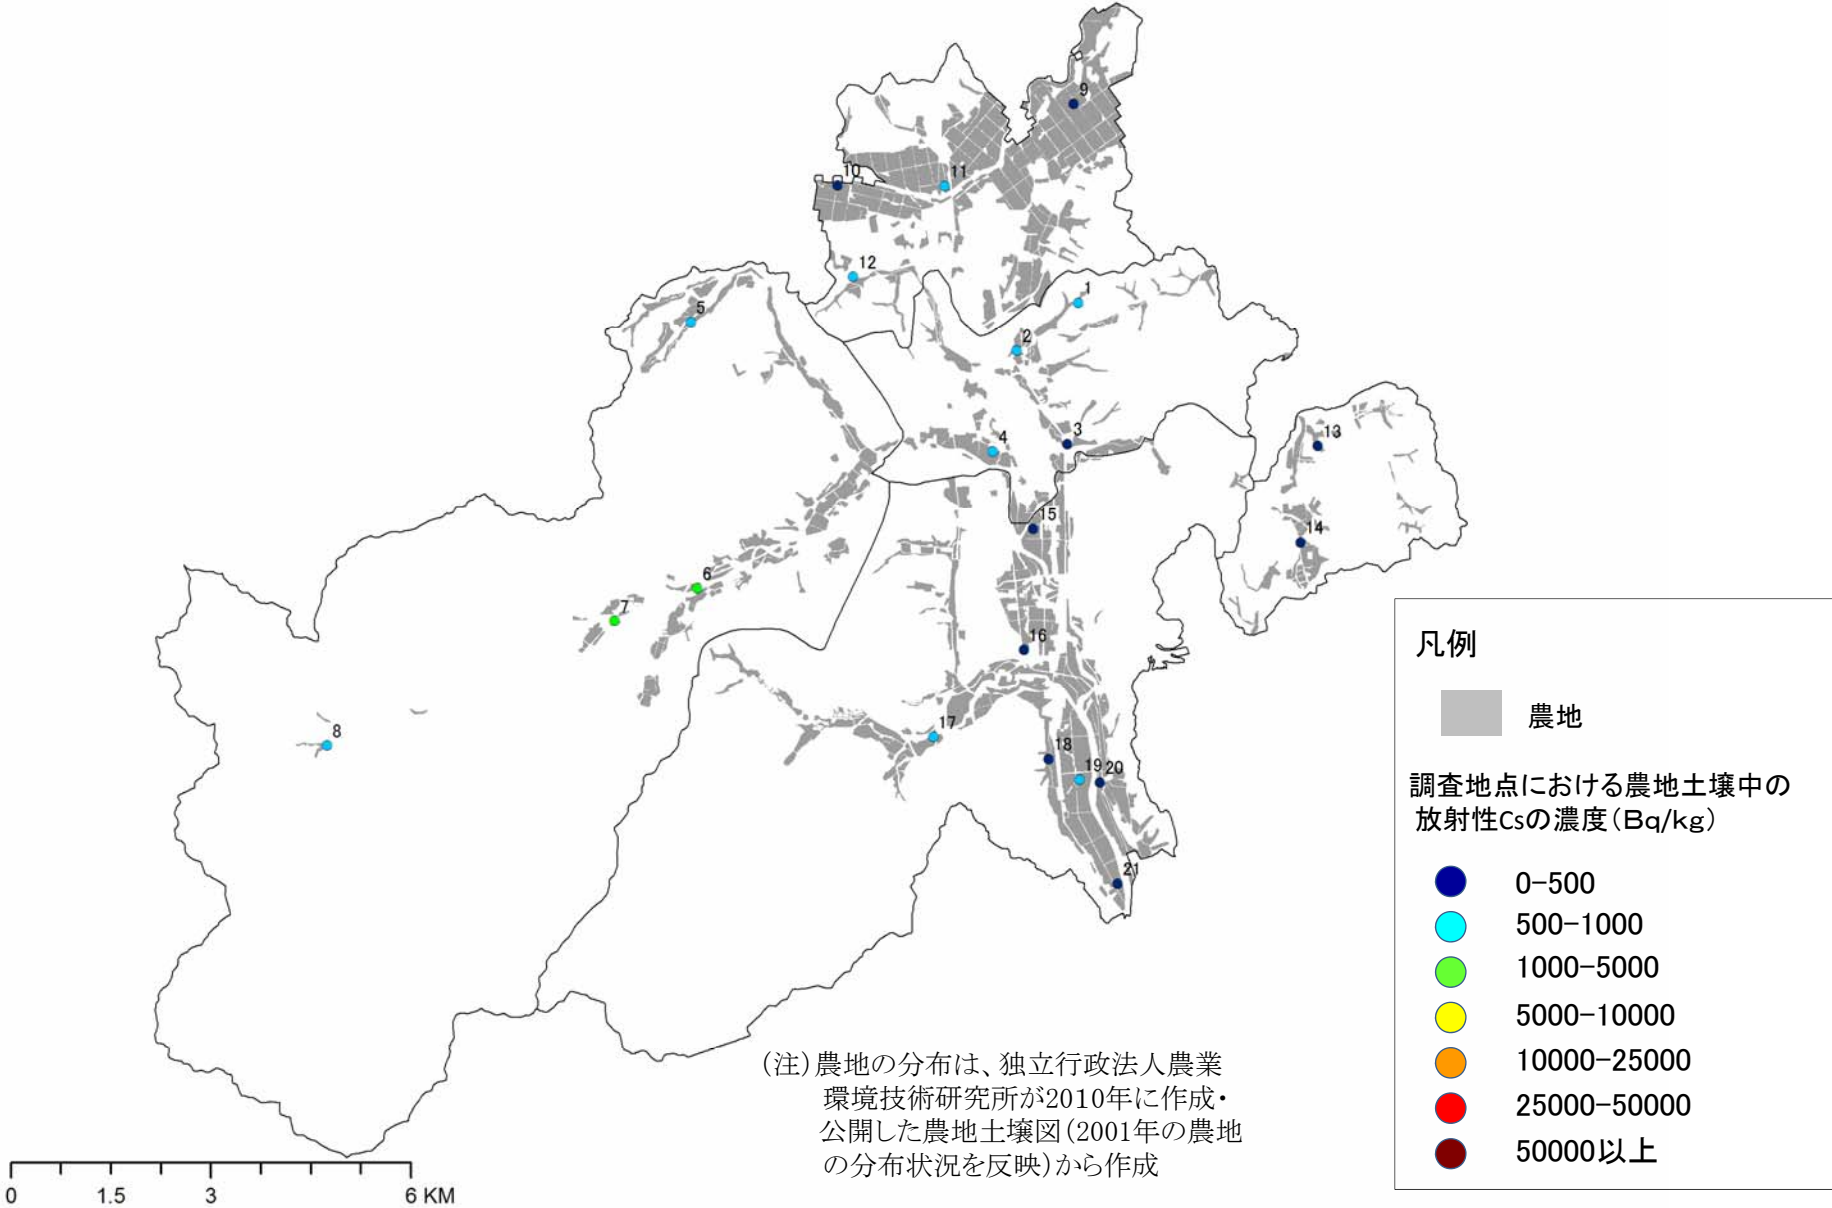 9
10
11
12
1
5
2
3
4
13
15
14
6
7
16
17
8
18
19
20
21
凡例
農地
調査地点における農地土壌中の
放射性Csの濃度(Bq/kg)
0-500
500-1000
1000-5000
5000-10000
10000-25000
25000-50000
50000以上
(注)農地の分布は、独立行政法人農業
環境技術研究所が2010年に作成・
公開した農地土壌図(2001年の農地
の分布状況を反映)から作成
0 1.5 3 6 KM